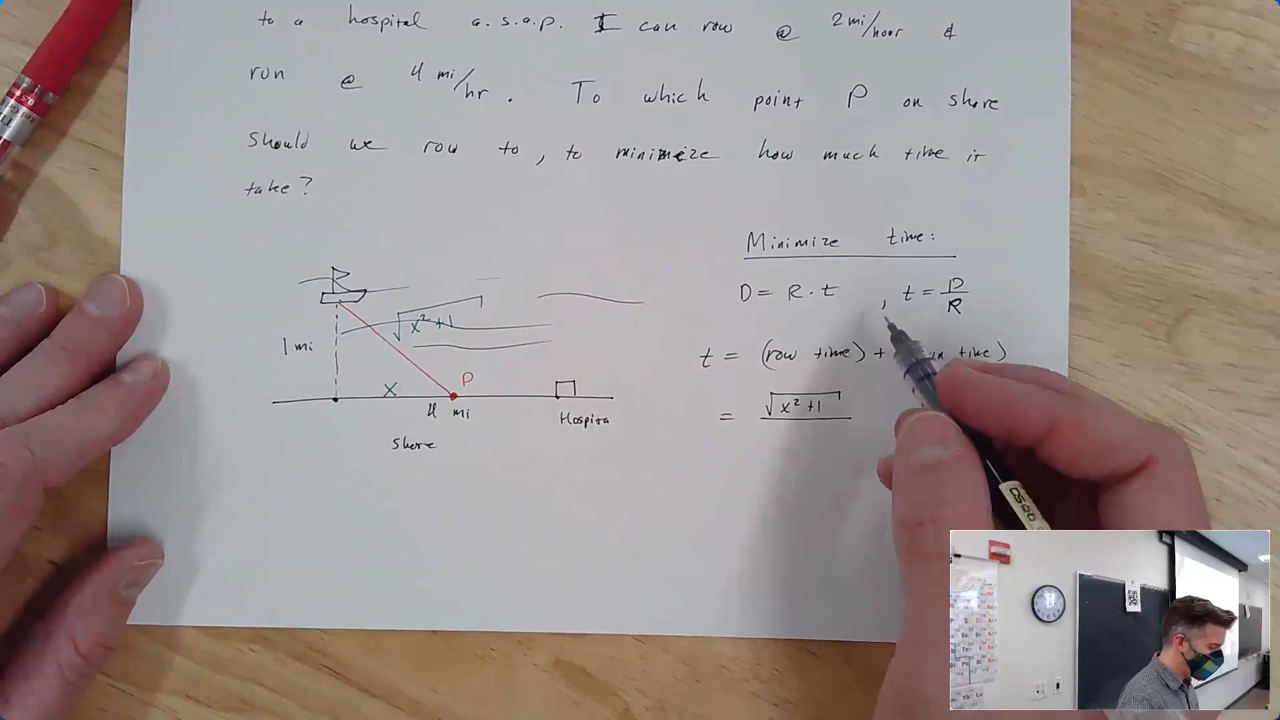 to a hospital a.s.a.p. I can row @ 2 mi/hour &
run @ 4 mi/hr. To which point P on shore
should we row to, to minimize how much time it
take?
Minimize time:
D = R · t , t = D/R
1 mi
√x²+1
X
P
4 mi
Hospita
Shore
t = (row time) + time)
= √x²+1